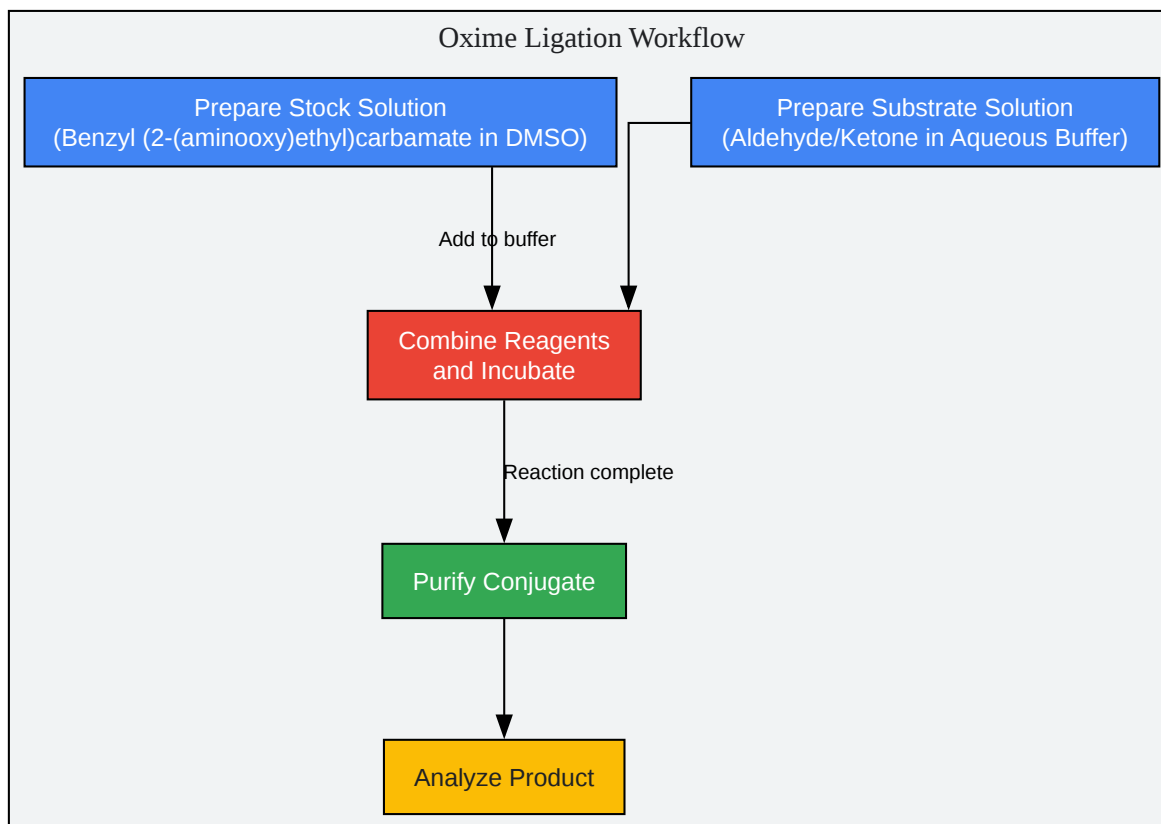 Oxime Ligation Workflow
Prepare Stock Solution
(Benzyl (2-(aminooxy)ethyl)carbamate in DMSO)
Prepare Substrate Solution
(Aldehyde/Ketone in Aqueous Buffer)
Add to buffer
Combine Reagents
and Incubate
Reaction complete
Purify Conjugate
Analyze Product